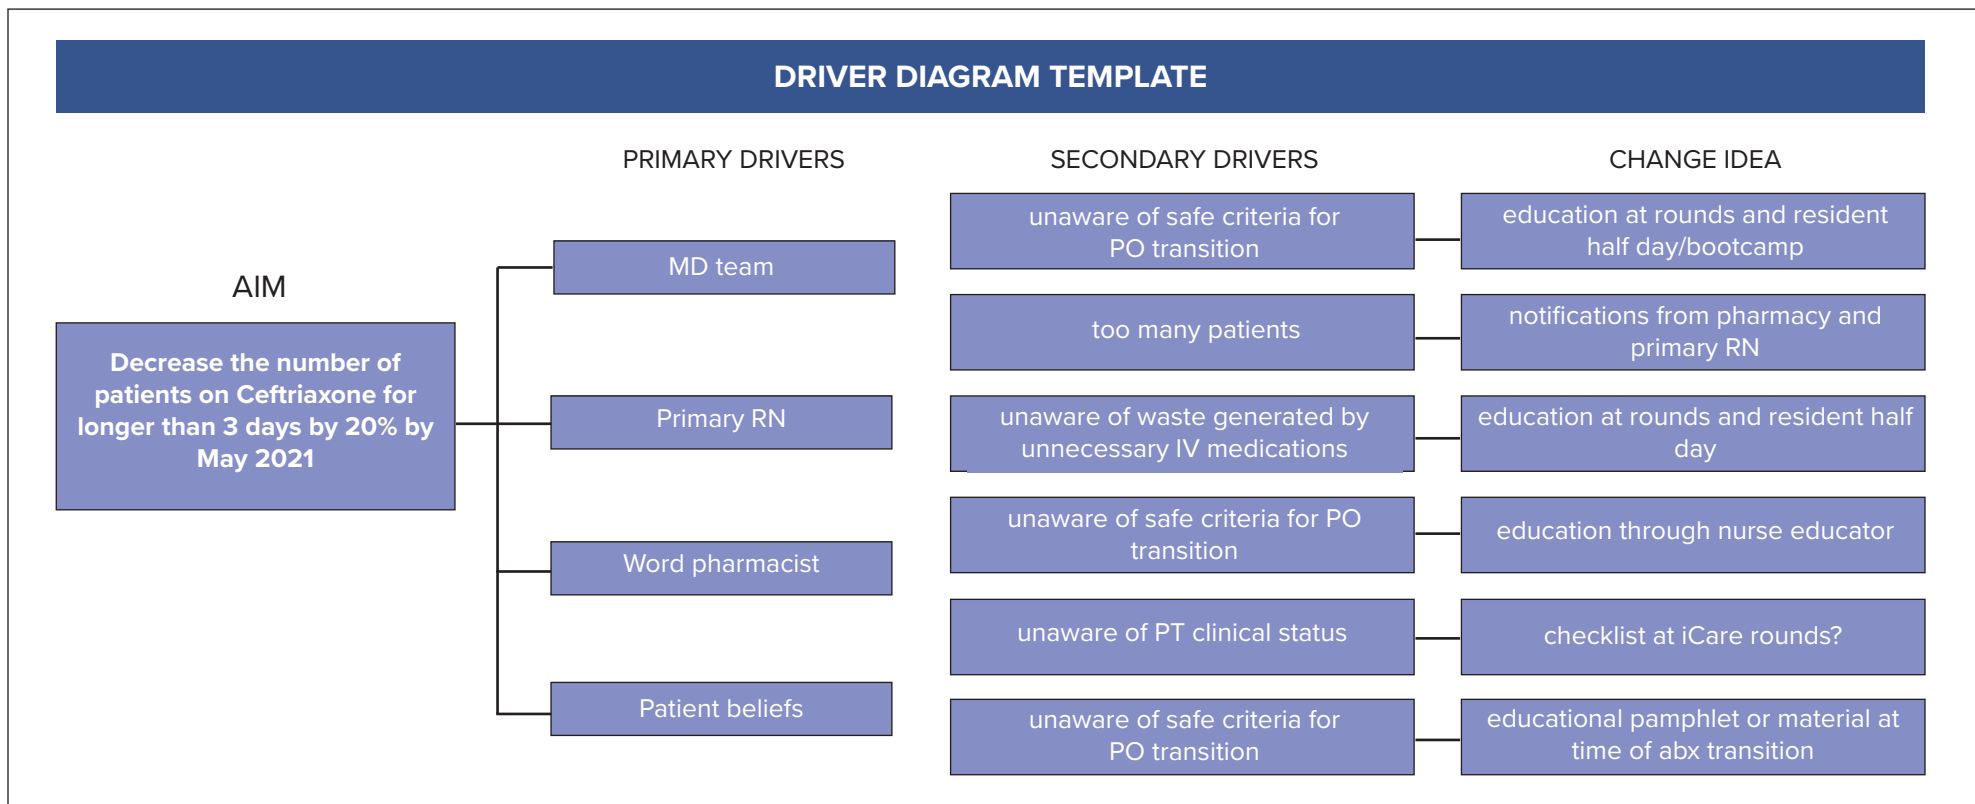 DRIVER DIAGRAM TEMPLATE
PRIMARY DRIVERS
SECONDARY DRIVERS
CHANGE IDEA
AIM
Decrease the number of
patients on Ceftriaxone for
longer than 3 days by 20% by
May 2021
MD team
Primary RN
Word pharmacist
Patient beliefs
unaware of safe criteria for
PO transition
education at rounds and resident
half day/bootcamp
too many patients
notifications from pharmacy and
primary RN
unaware of waste generated by
unnecessary IV medications
education at rounds and resident half
day
unaware of safe criteria for PO
transition
education through nurse educator
unaware of PT clinical status
checklist at iCare rounds?
unaware of safe criteria for
PO transition
educational pamphlet or material at
time of abx transition